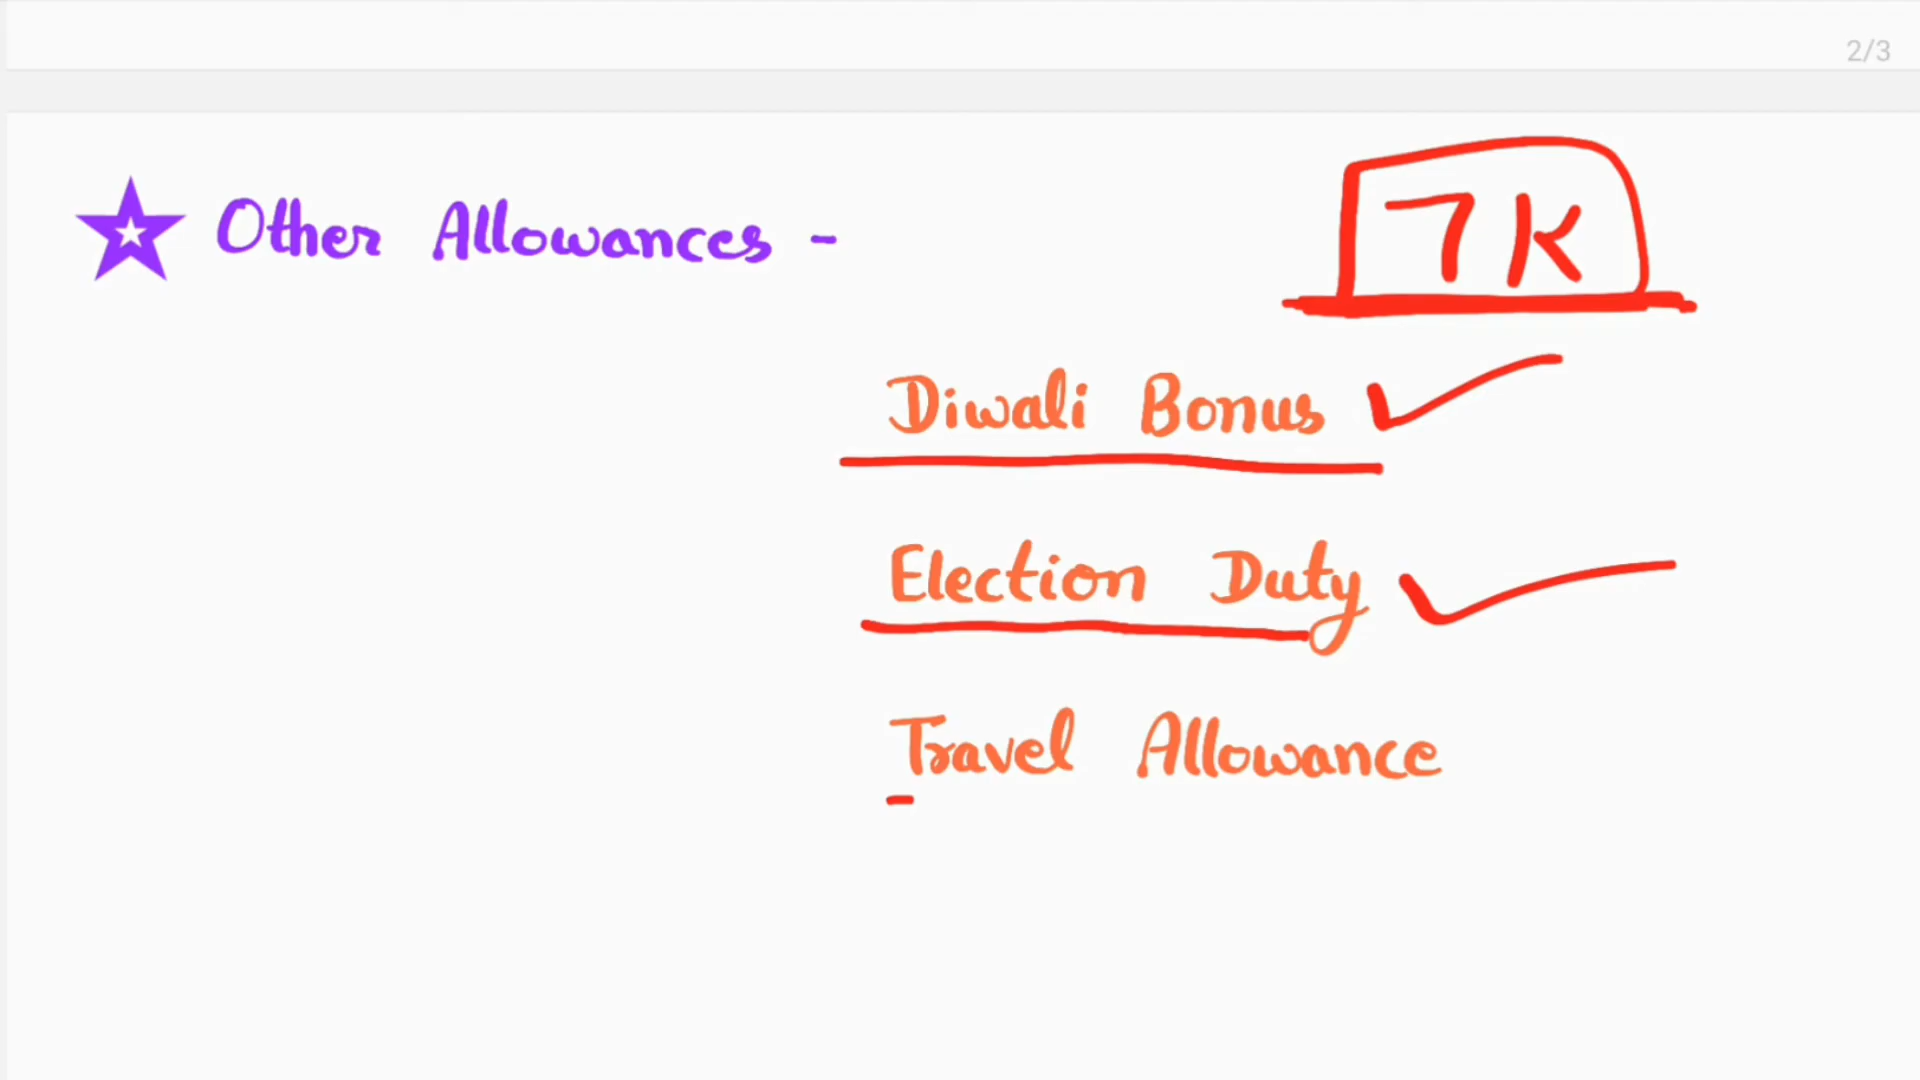 2/3
Other Allowances -
7K
Diwali Bonus
Election Duty
Travel Allowance